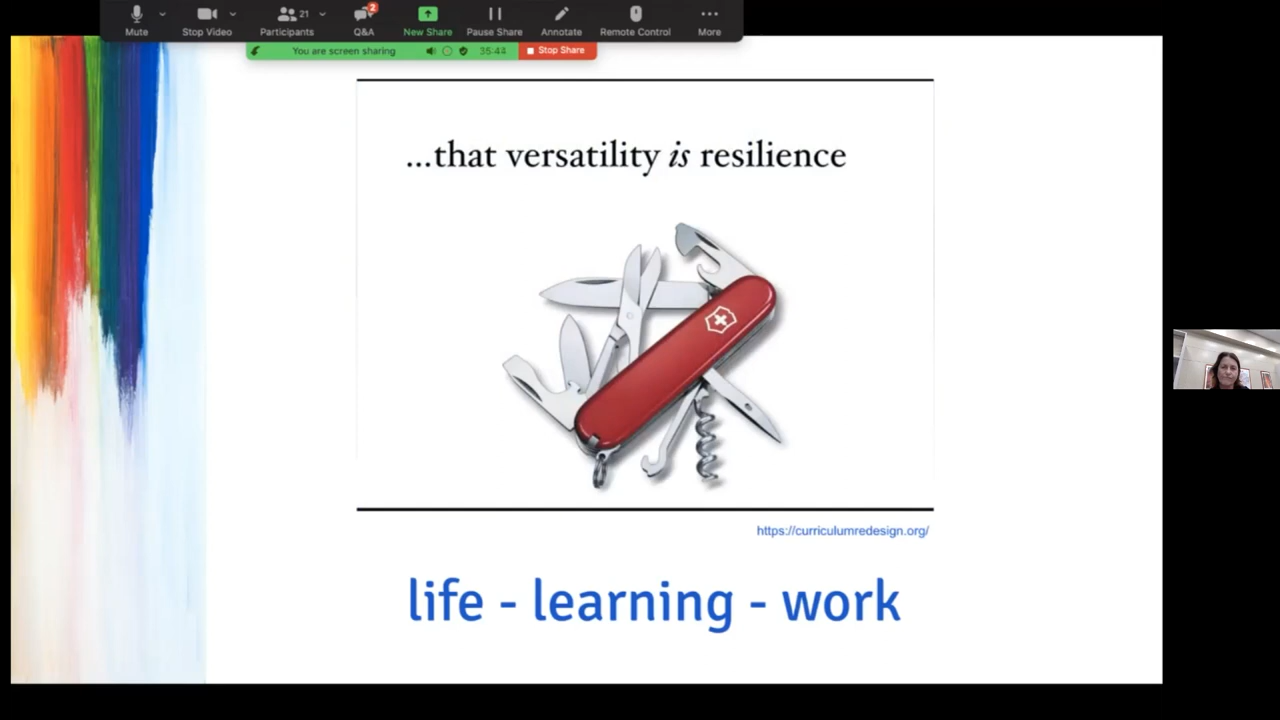 21
2
Mute
Stop Video
Participants
Q&A
New Share
Pause Share
Annotate
Remote Control
More
You are screen sharing
35:44
Stop Share
...that versatility is resilience
https://curriculumredesign.org/
life - learning - work